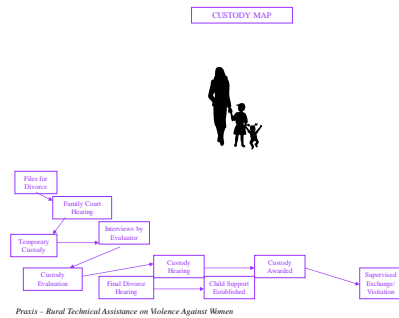 CUSTODY MAP
Files for
Divorce
Family Court
Hearing
Temporary
Custody
Interviews by
Evaluator
Custody
Evaluation
Custody
Hearing
Final Divorce
Hearing
Child Support
Established
Custody
Awarded
Supervised
Exchange/
Visitation
Praxis – Rural Technical Assistance on Violence Against Women